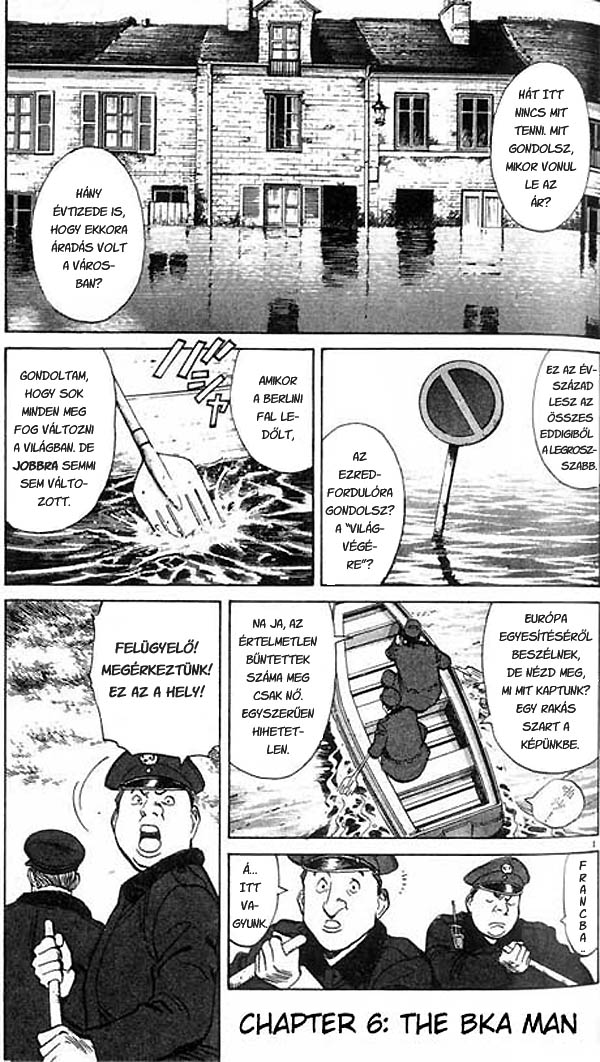 HÁT ITT
NINCS MIT
TENNI. MIT
GONDOLSZ,
MIKOR VONUL
LE AZ
ÁR?
HÁNY
ÉVTIZEDE IS,
HOGY EKKORA
ÁRADÁS VOLT
A VÁROS-
BAN?
EZ AZ ÉV-
SZÁZAD
LESZ AZ
ÖSSZES
EDDIGIBŐL
A LEGROSZ-
SZABB.
AZ
EZRED-
FORDULÓRA
GONDOLSZ?
A "VILÁG-
VÉGÉ-
RE"?
AMIKOR
A BERLINI
FAL LE-
DŐLT,
バシャ
GONDOLTAM,
HOGY SOK
MINDEN MEG
FOG VÁLTOZNI
A VILÁGBAN. DE
JOBBRA SEMMI
SEM VÁLTO-
ZOTT.
EURÓPA
EGYESÍTÉSÉRŐL
BESZÉLNEK,
DE NÉZD MEG,
MI MIT KAPTUNK?
EGY RAKÁS
SZART A
KÉPÜNKBE.
NA JA, AZ
ÉRTELMETLEN
BŰNTETTEK
SZÁMA MEG
CSAK NŐ.
EGYSZERŰEN
HIHETET-
LEN.
1
FRANCBA..
Á...
ITT
VA-
GYUNK.
FELÜGYELŐ!
MEGÉRKEZTÜNK!
EZ AZ A HELY!
CHAPTER 6: THE BKA MAN